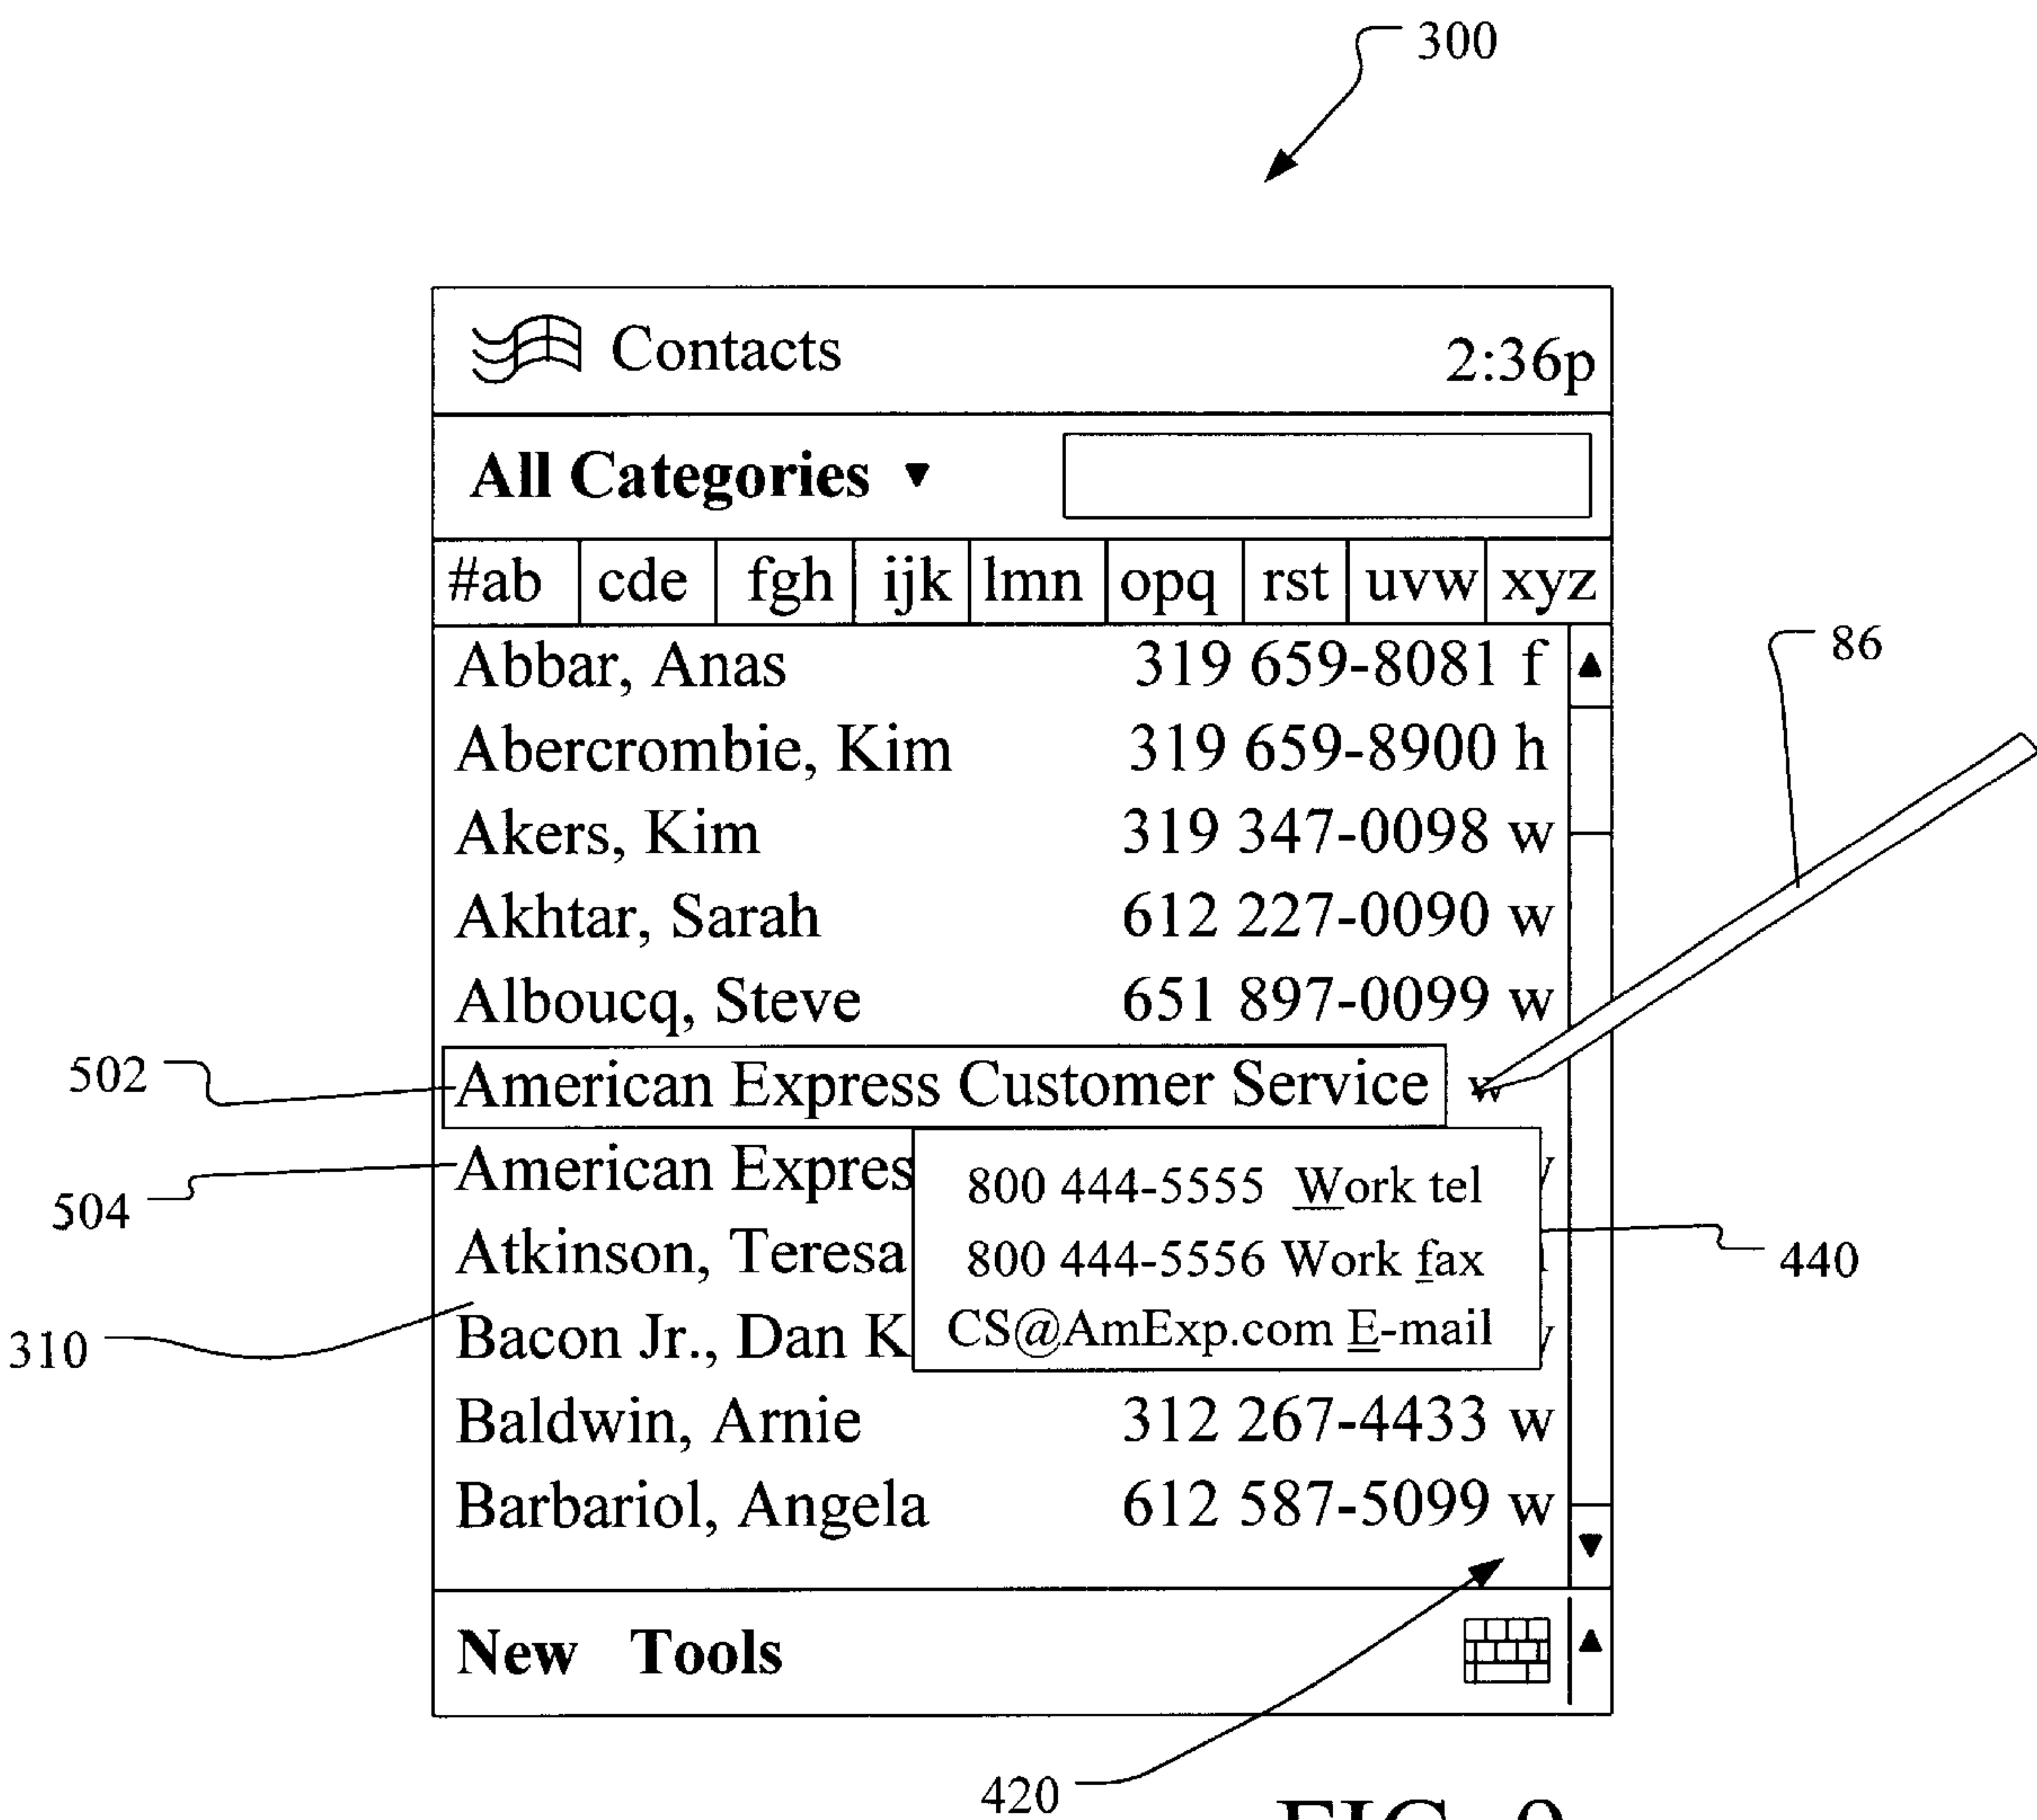 300
Contacts 2:36p
All Categories ▼
#ab cde fgh ijk lmn opq rst uvw xyz
Abbar, Anas 319 659-8081 f
86
Abercrombie, Kim 319 659-8900 h
Akers, Kim 319 347-0098 w
Akhtar, Sarah 612 227-0090 w
Alboucq, Steve 651 897-0099 w
502 American Express Customer Service w
504 American Expres
800 444-5555 Work tel
Atkinson, Teresa
800 444-5556 Work fax
440
310 Bacon Jr., Dan K
CS@AmExp.com E-mail
Baldwin, Arnie 312 267-4433 w
Barbariol, Angela 612 587-5099 w
New Tools
420